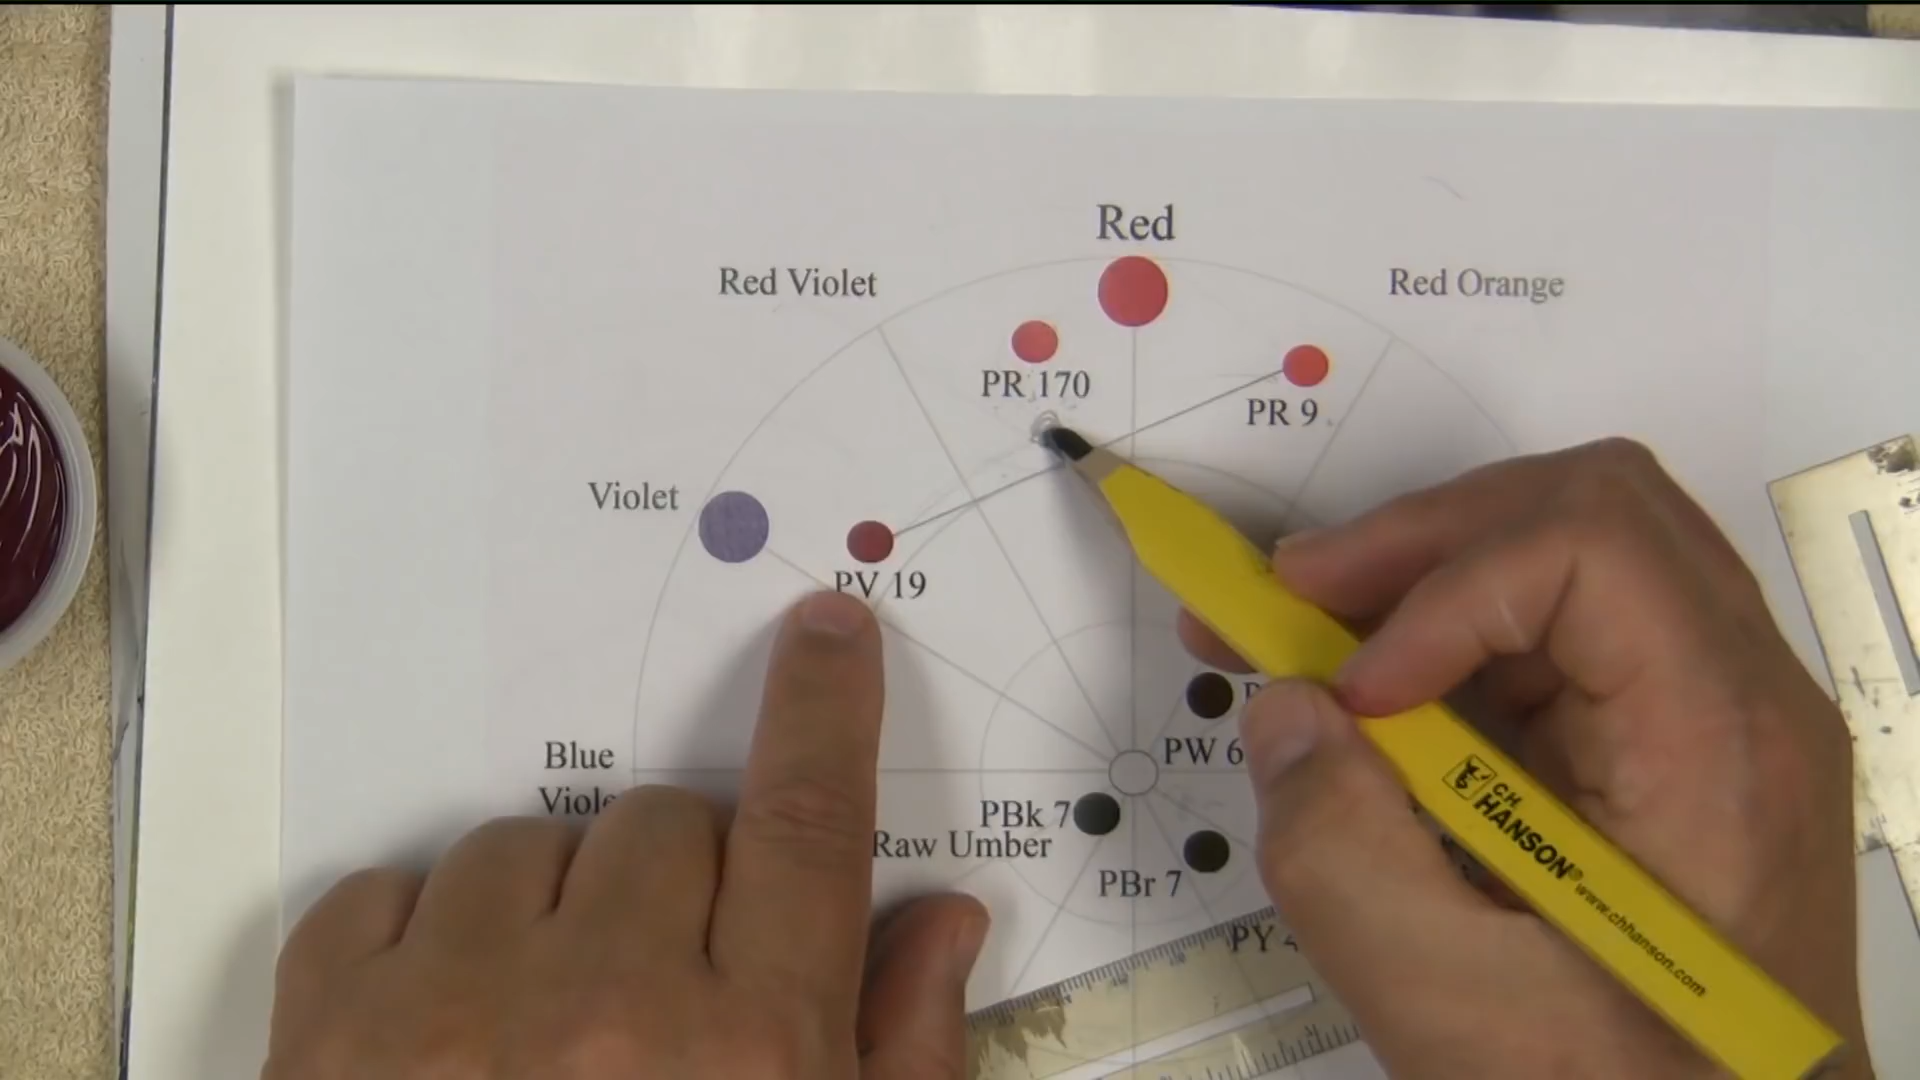 Red
Red Violet
Red Orange
PR 170
PR 9
Violet
PV 19
PW 6
Blue
PBk 7
Raw Umber
PBr 7
PY
C.H.
HANSON®
www.chhanson.com